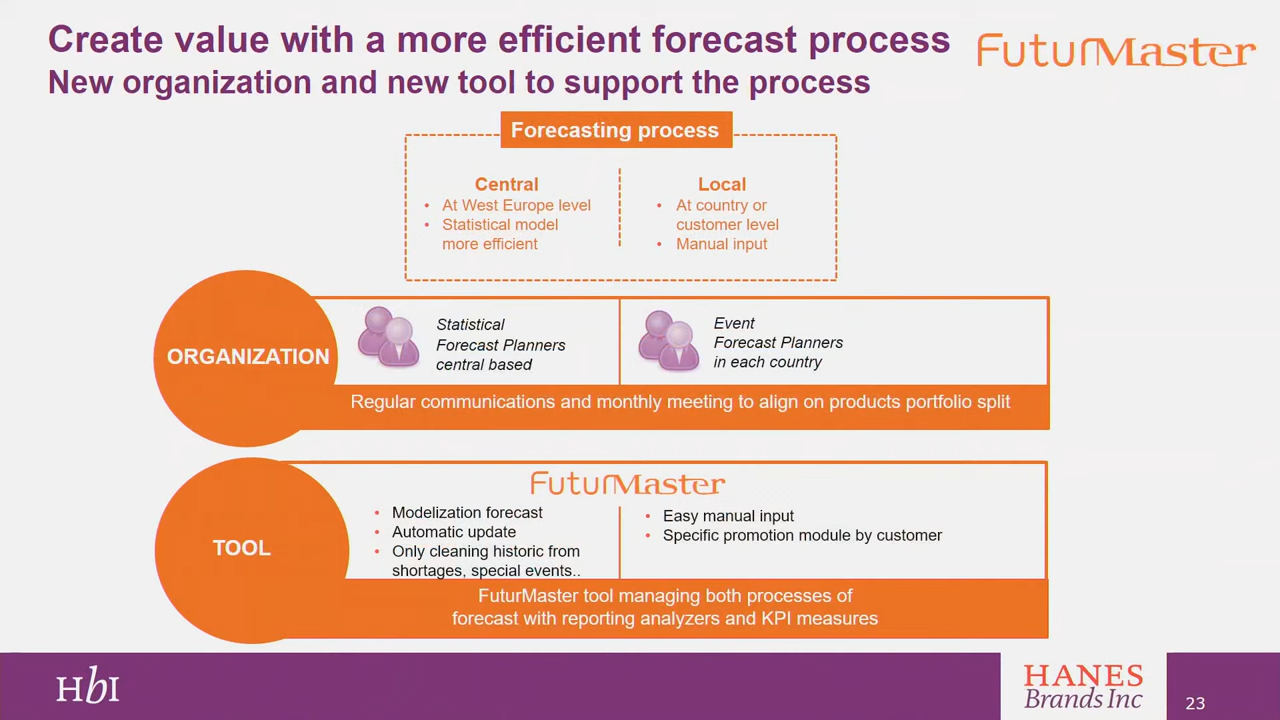 Create value with a more efficient forecast process
New organization and new tool to support the process
FuturMaster
Forecasting process
Central
• At West Europe level
• Statistical model
more efficient
Local
• At country or
customer level
• Manual input
ORGANIZATION
Statistical
Forecast Planners
central based
Event
Forecast Planners
in each country
Regular communications and monthly meeting to align on products portfolio split
TOOL
FuturMaster
• Modelization forecast
• Automatic update
• Only cleaning historic from
shortages, special events..
• Easy manual input
• Specific promotion module by customer
FuturMaster tool managing both processes of
forecast with reporting analyzers and KPI measures
HbI
HANES
Brands Inc
23